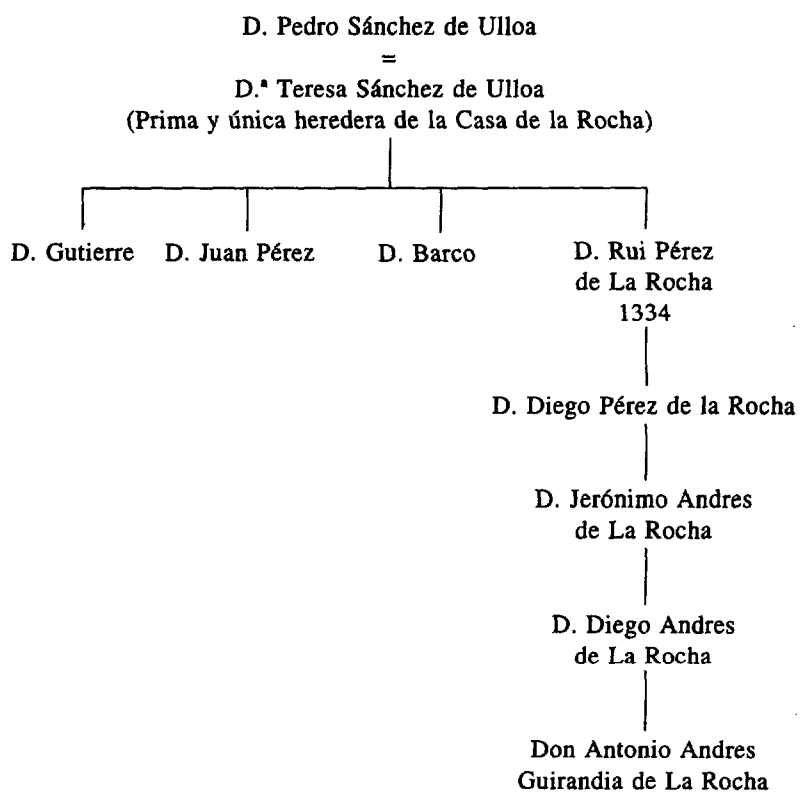 D. Pedro Sánchez de Ulloa
=
D.ª Teresa Sánchez de Ulloa
(Prima y única heredera de la Casa de la Rocha)
D. Gutierre D. Juan Pérez D. Barco D. Rui Pérez
de La Rocha
1334
D. Diego Pérez de la Rocha
D. Jerónimo Andres
de La Rocha
D. Diego Andres
de La Rocha
Don Antonio Andres
Guirandia de La Rocha